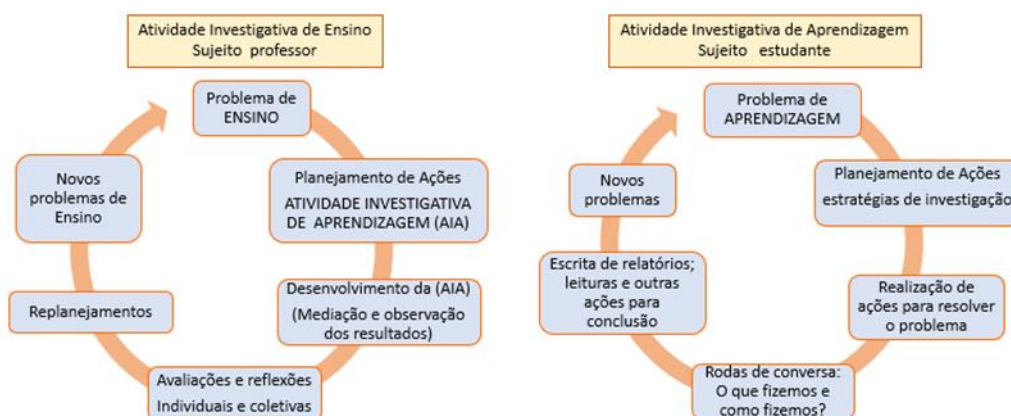 Atividade Investigativa de Ensino
Sujeito professor
Problema de
ENSINO
Planejamento de Ações
ATIVIDADE INVESTIGATIVA
DE APRENDIZAGEM (AIA)
Desenvolvimento da (AIA)
(Mediação e observação
dos resultados)
Avaliações e reflexões
Individuais e coletivas
Replanejamentos
Novos
problemas de
Ensino
Atividade Investigativa de Aprendizagem
Sujeito estudante
Problema de
APRENDIZAGEM
Planejamento de Ações
estratégias de investigação
Realização de
ações para resolver
o problema
Rodas de conversa:
O que fizemos e
como fizemos?
Escrita de relatórios;
leituras e outras
ações para
conclusão
Novos
problemas